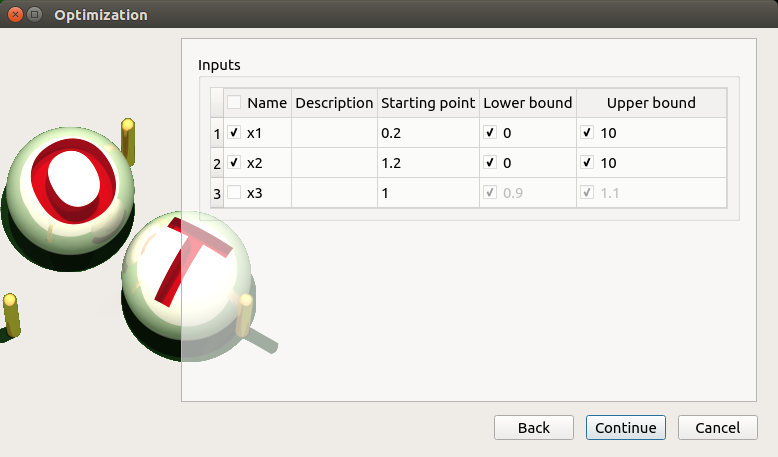 Optimization
Inputs
Name Description Starting point Lower bound Upper bound
1 x1 0.2 0 10
2 x2 1.2 0 10
3 x3 1 0.9 1.1
O
T
Back Continue Cancel